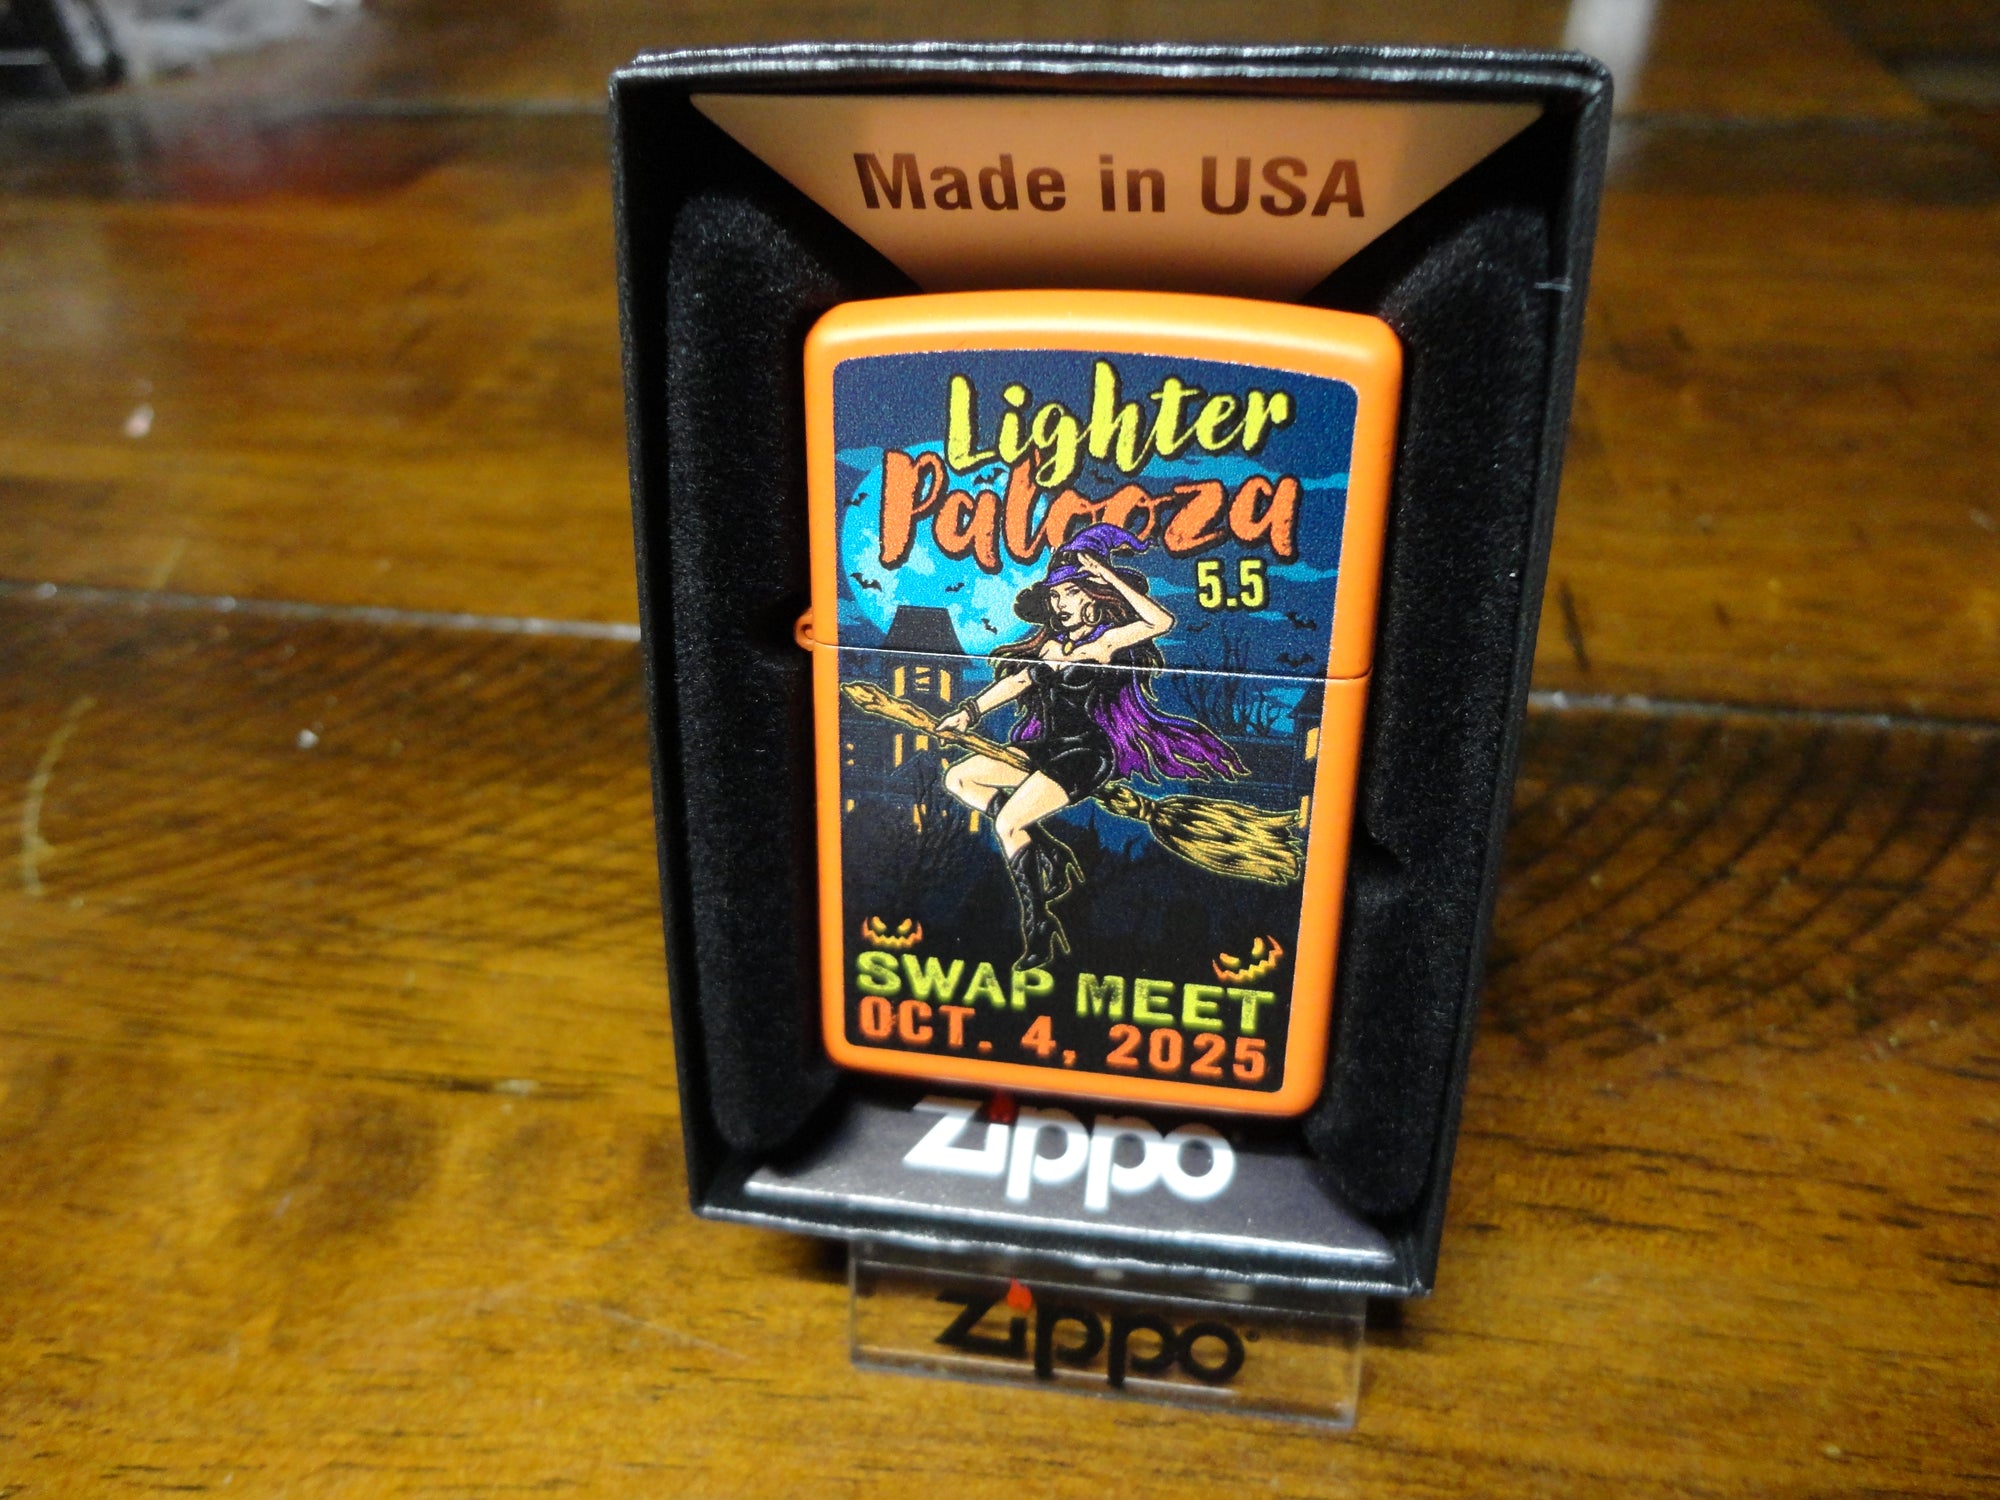 Made in USA
Lighter
Palooza
5.5
SWAP MEET
OCT. 4, 2025
zippo
zippo